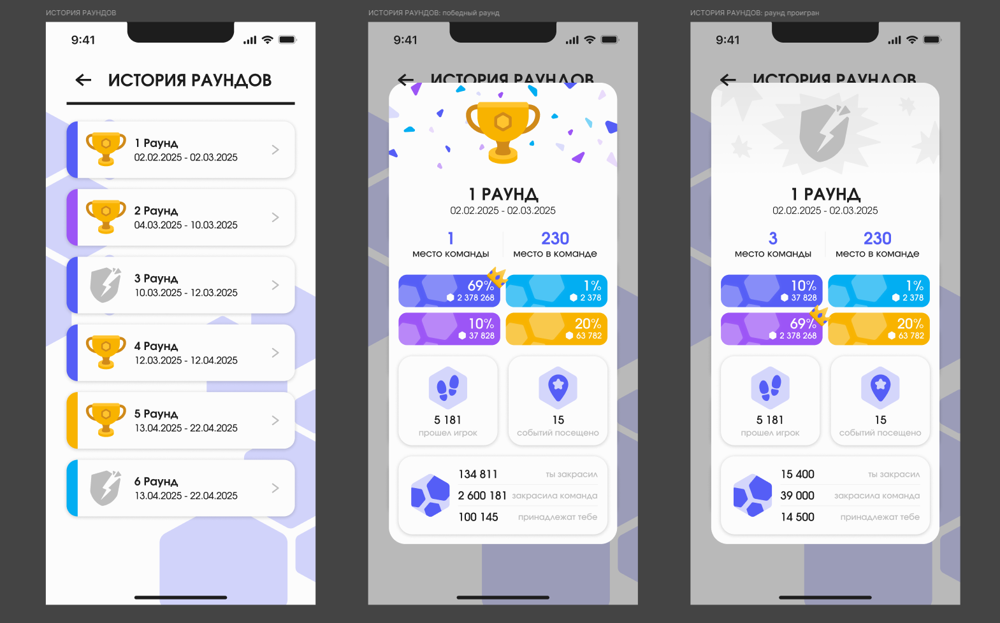 ИСТОРИЯ РАУНДОВ
9:41
ИСТОРИЯ РАУНДОВ
1 Раунд
02.02.2025 - 02.03.2025
2 Раунд
04.03.2025 - 10.03.2025
3 Раунд
10.03.2025 - 12.03.2025
4 Раунд
12.03.2025 - 12.04.2025
5 Раунд
13.04.2025 - 22.04.2025
6 Раунд
13.04.2025 - 22.04.2025
ИСТОРИЯ РАУНДОВ: победный раунд
9:41
ИСТОРИЯ РАУНДОВ
1 РАУНД
02.02.2025 - 02.03.2025
1 230
место команды место в команде
69% 1%
2 378 268 2 378
10% 20%
37 828 63 782
5 181 15
прошел игрок событий посещено
134 811 ты закрасил
2 600 181 закрасила команда
100 145 принадлежат тебе
ИСТОРИЯ РАУНДОВ: раунд проигран
9:41
ИСТОРИЯ РАУНДОВ
1 РАУНД
02.02.2025 - 02.03.2025
3 230
место команды место в команде
10% 1%
37 828 2 378
69% 20%
2 378 268 63 782
5 181 15
прошел игрок событий посещено
15 400 ты закрасил
39 000 закрасила команда
14 500 принадлежат тебе